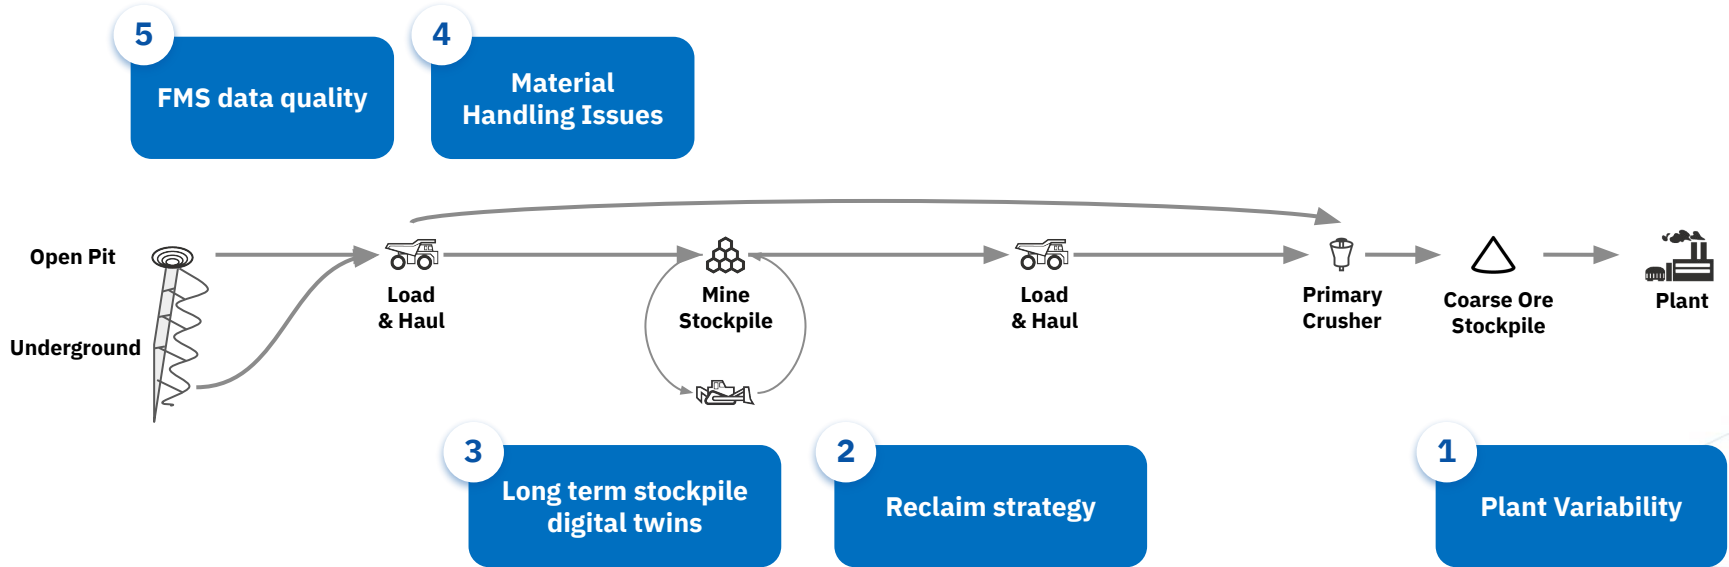 5
FMS data quality
4
Material
Handling Issues
Open Pit
Underground
Load
& Haul
Mine
Stockpile
Load
& Haul
Primary
Crusher
Coarse Ore
Stockpile
Plant
3
Long term stockpile
digital twins
2
Reclaim strategy
1
Plant Variability